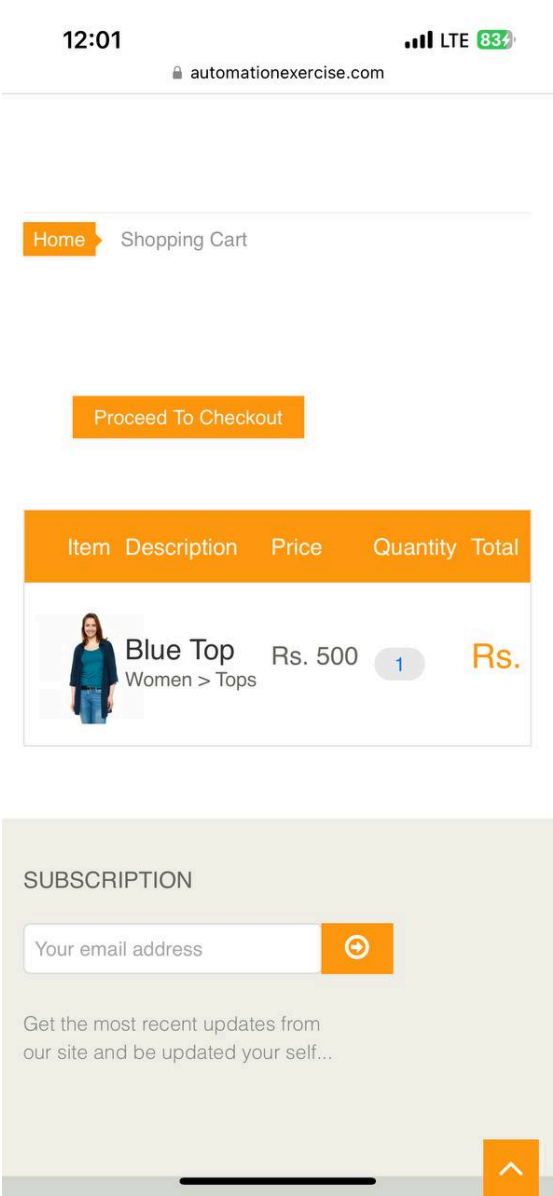 12:01 LTE 83
automationexercise.com
Home Shopping Cart
Proceed To Checkout
Item Description Price Quantity Total
Blue Top Rs. 500 1 Rs.
Women > Tops
SUBSCRIPTION
Your email address
Get the most recent updates from
our site and be updated your self...